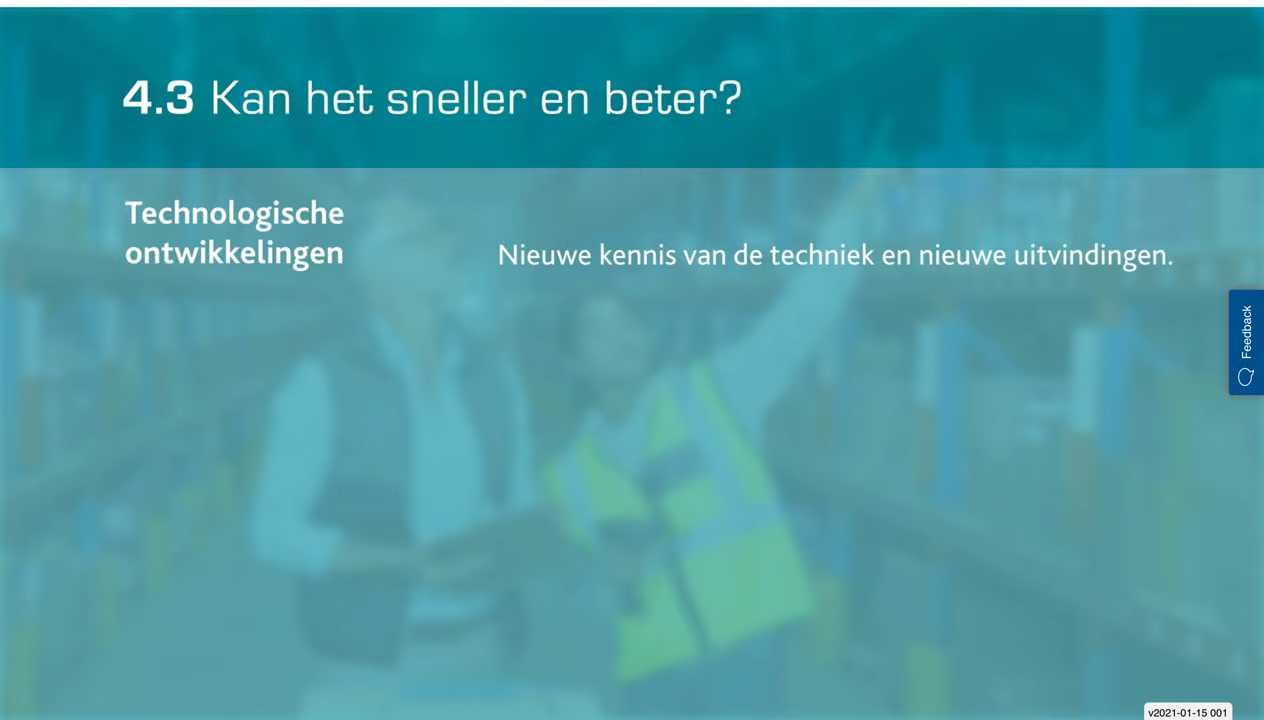 4.3 Kan het sneller en beter?
Technologische
ontwikkelingen
Nieuwe kennis van de techniek en nieuwe uitvindingen.
Feedback
v2021-01-15 001